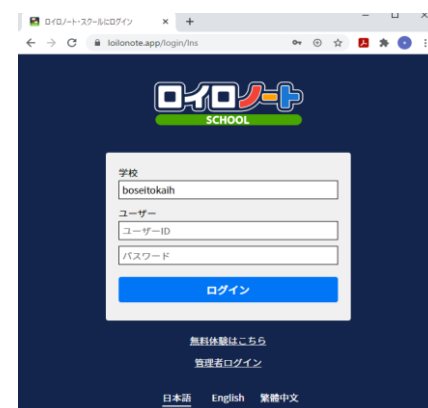 ロイロノート・スクールにログイン
loilonote.app/login/lns
ロイロノート
SCHOOL
学校
boseitokaih
ユーザー
ユーザーID
パスワード
ログイン
無料体験はこちら
管理者ログイン
日本語 English 繁體中文